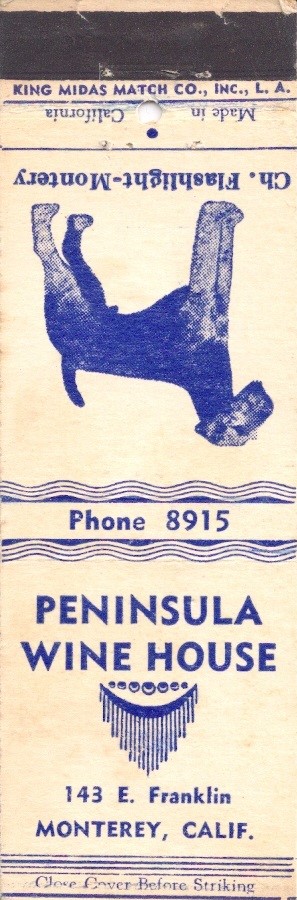 KING MIDAS MATCH CO., INC., L. A.
Made in California
Ch. Flashlight-Montery
Phone 8915
PENINSULA
WINE HOUSE
143 E. Franklin
MONTEREY, CALIF.
Close Cover Before Striking